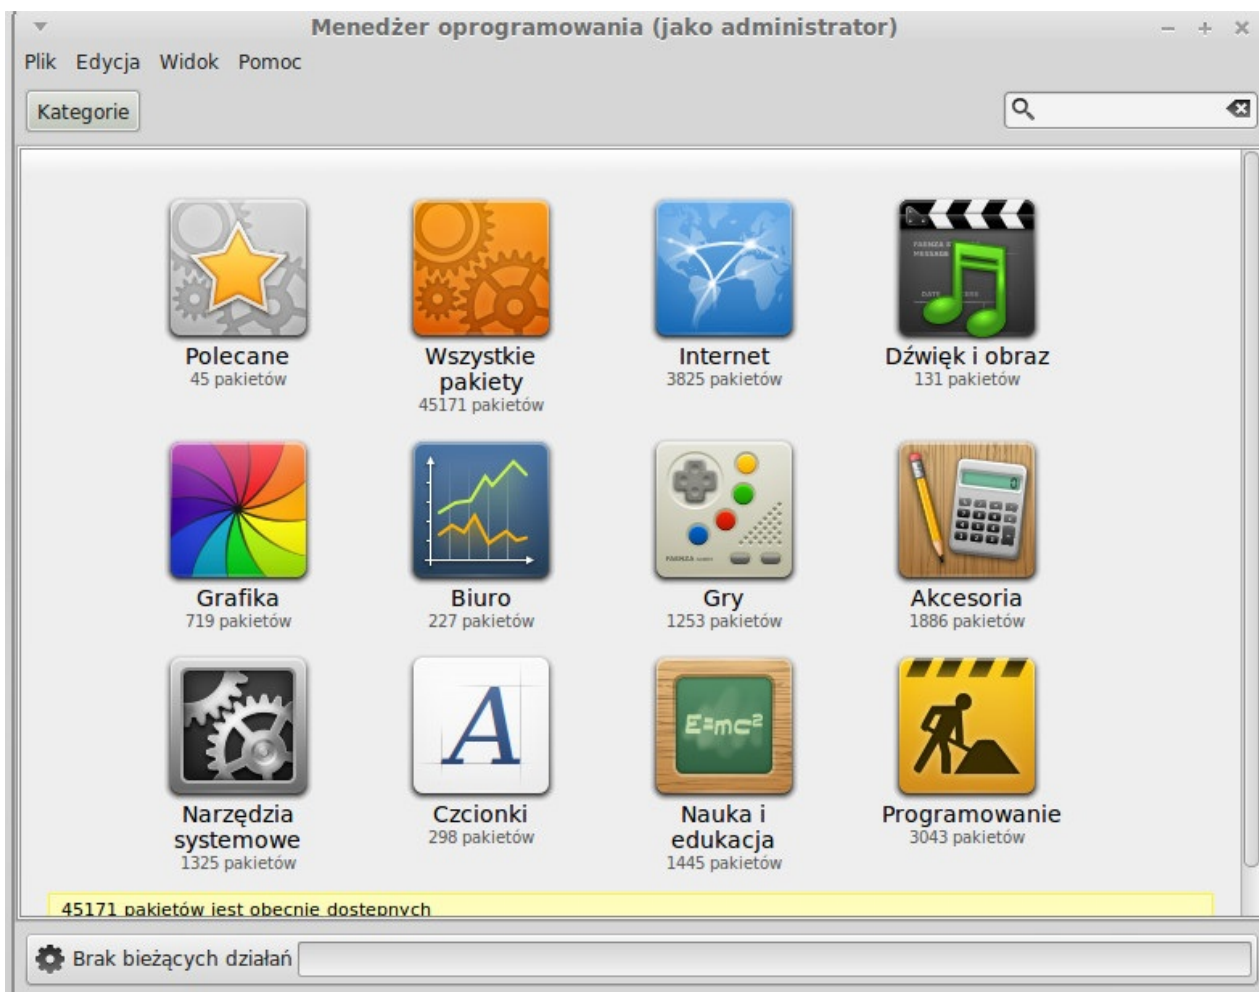 Menedżer oprogramowania (jako administrator)
Plik Edycja Widok Pomoc
Kategorie
Polecane
45 pakietów
Wszystkie
pakiety
45171 pakietów
Internet
3825 pakietów
Dźwięk i obraz
131 pakietów
Grafika
719 pakietów
Biuro
227 pakietów
Gry
1253 pakietów
Akcesoria
1886 pakietów
Narzędzia
systemowe
1325 pakietów
A
Czcionki
298 pakietów
E=mc²
Nauka i
edukacja
1445 pakietów
Programowanie
3043 pakietów
45171 pakietów jest obecnie dostępnych
Brak bieżących działań